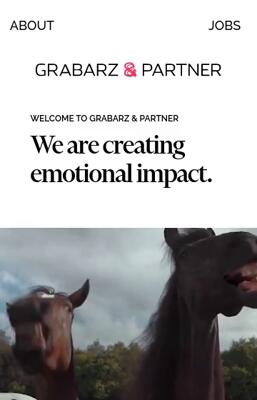 ABOUT JOBS
GRABARZ & PARTNER
WELCOME TO GRABARZ & PARTNER
We are creating
emotional impact.